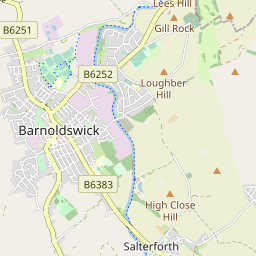 Lees Hill
B6251
Gill Rock
B6252
Loughber
Hill
Barnoldswick
B6383
High Close
Hill
Salterforth